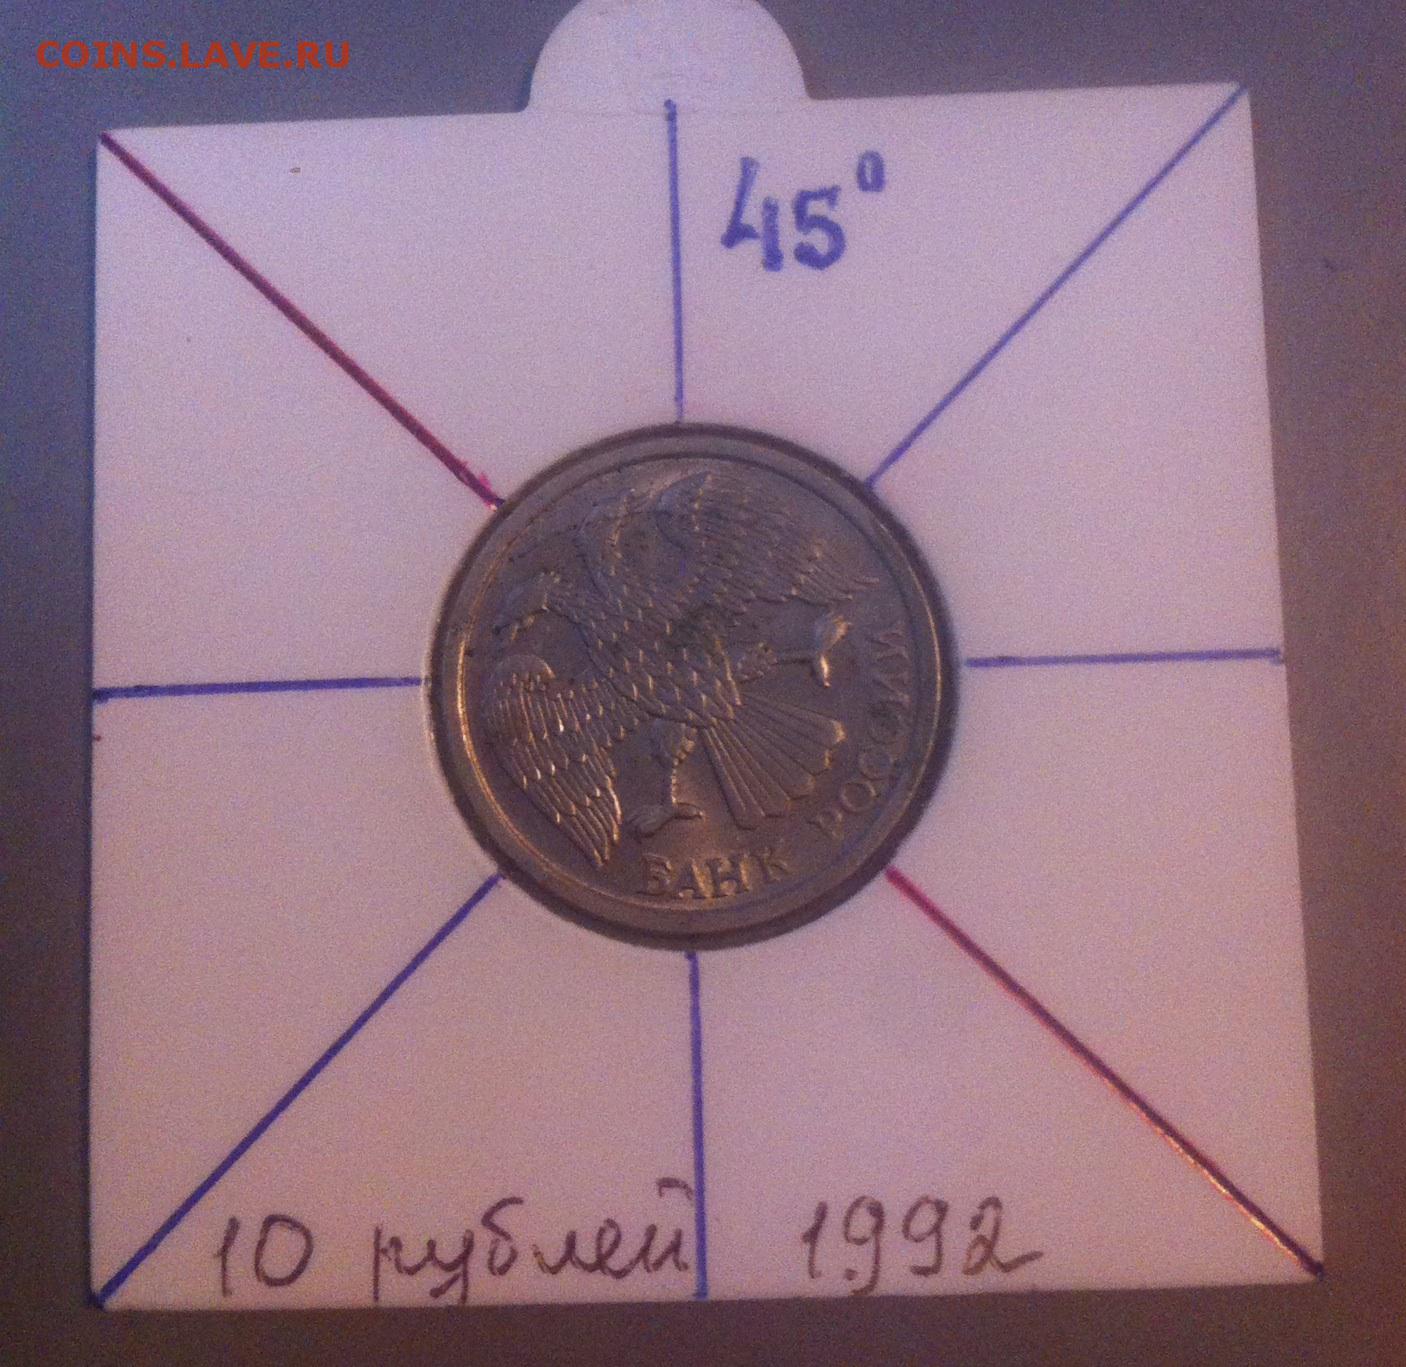 COINS.LAVE.RU
45°
БАНК РОССИИ
10 рублей 1992